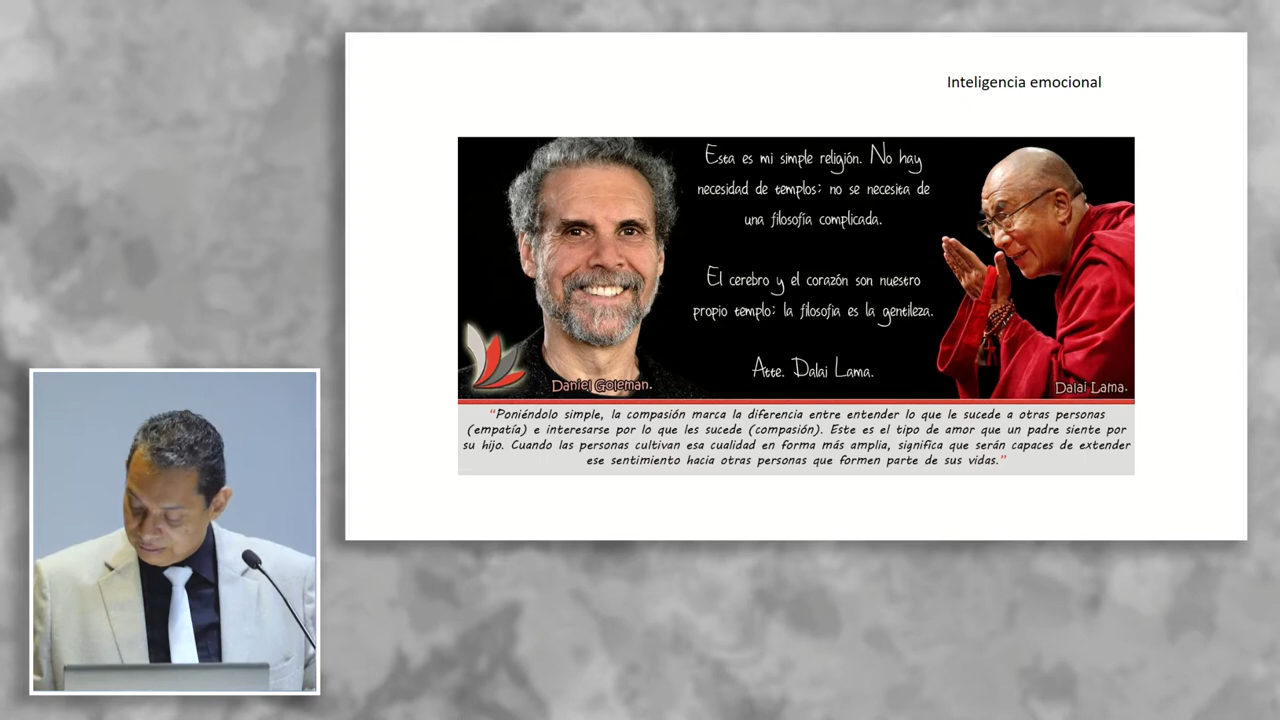 Inteligencia emocional
Esta es mi simple religión. No hay
necesidad de templos; no se necesita de
una filosofía complicada.
El cerebro y el corazón son nuestro
propio templo; la filosofia es la gentileza.
Atte. Dalai Lama.
Daniel Goleman.
Dalai Lama.
“Poniéndolo simple, la compasión marca la diferencia entre entender lo que le sucede a otras personas
(empatía) e interesarse por lo que les sucede (compasión). Este es el tipo de amor que un padre siente por
su hijo. Cuando las personas cultivan esa cualidad en forma más amplia, significa que serán capaces de extender
ese sentimiento hacia otras personas que formen parte de sus vidas.”